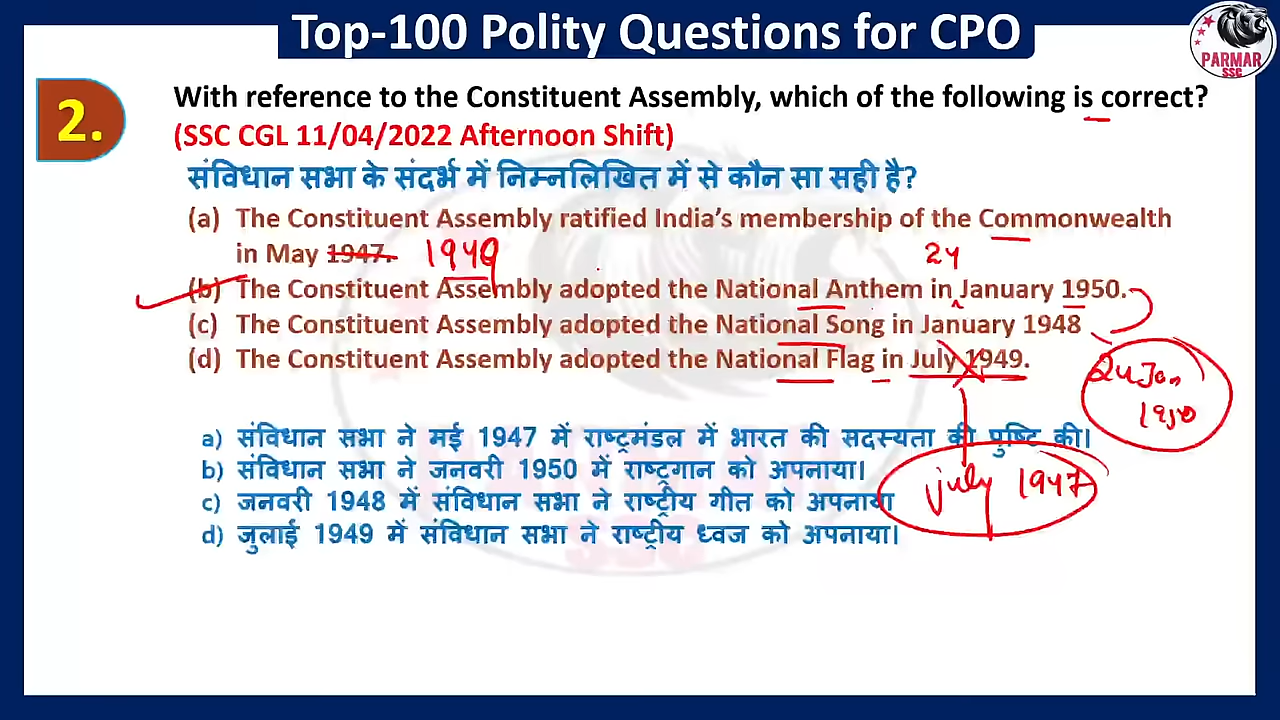 Top-100 Polity Questions for CPO
PARMAR
SSC
2.
With reference to the Constituent Assembly, which of the following is correct?
(SSC CGL 11/04/2022 Afternoon Shift)
संविधान सभा के संदर्भ में निम्नलिखित में से कौन सा सही है?
(a) The Constituent Assembly ratified India's membership of the Commonwealth
in May 1947. 1949
24
(b) The Constituent Assembly adopted the National Anthem in January 1950.
(c) The Constituent Assembly adopted the National Song in January 1948
(d) The Constituent Assembly adopted the National Flag in July 1949.
24 Jan
1950
a) संविधान सभा ने मई 1947 में राष्ट्रमंडल में भारत की सदस्यता की पुष्टि की।
b) संविधान सभा ने जनवरी 1950 में राष्ट्रगान को अपनाया।
c) जनवरी 1948 में संविधान सभा ने राष्ट्रीय गीत को अपनाया
july 1947
d) जुलाई 1949 में संविधान सभा ने राष्ट्रीय ध्वज को अपनाया।
PARMAR
SSC